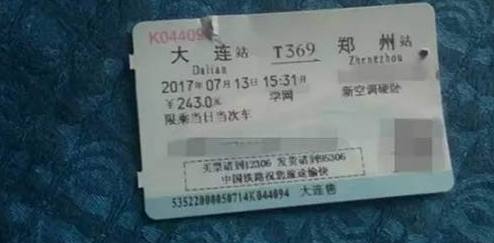 K044094
大连站 T369 郑州站
Dalian Zhengzhou
2017年07月13日15:31开
￥243.0元 学网 新空调硬卧
限乘当日当次车
买票请到12306 发货请到95306
中国铁路祝您旅途愉快
53522000050714K044094 大连售